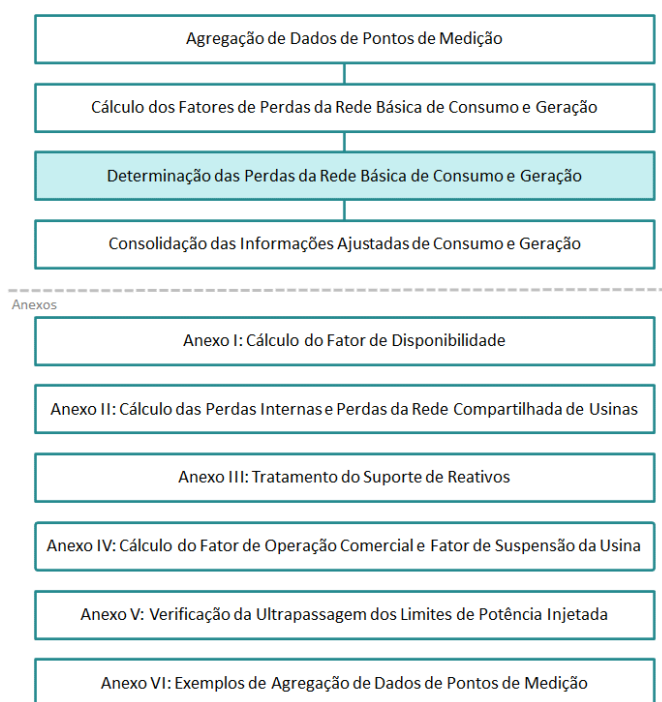 Agregação de Dados de Pontos de Medição
Cálculo dos Fatores de Perdas da Rede Básica de Consumo e Geração
Determinação das Perdas da Rede Básica de Consumo e Geração
Consolidação das Informações Ajustadas de Consumo e Geração
Anexos
Anexo I: Cálculo do Fator de Disponibilidade
Anexo II: Cálculo das Perdas Internas e Perdas da Rede Compartilhada de Usinas
Anexo III: Tratamento do Suporte de Reativos
Anexo IV: Cálculo do Fator de Operação Comercial e Fator de Suspensão da Usina
Anexo V: Verificação da Ultrapassagem dos Limites de Potência Injetada
Anexo VI: Exemplos de Agregação de Dados de Pontos de Medição